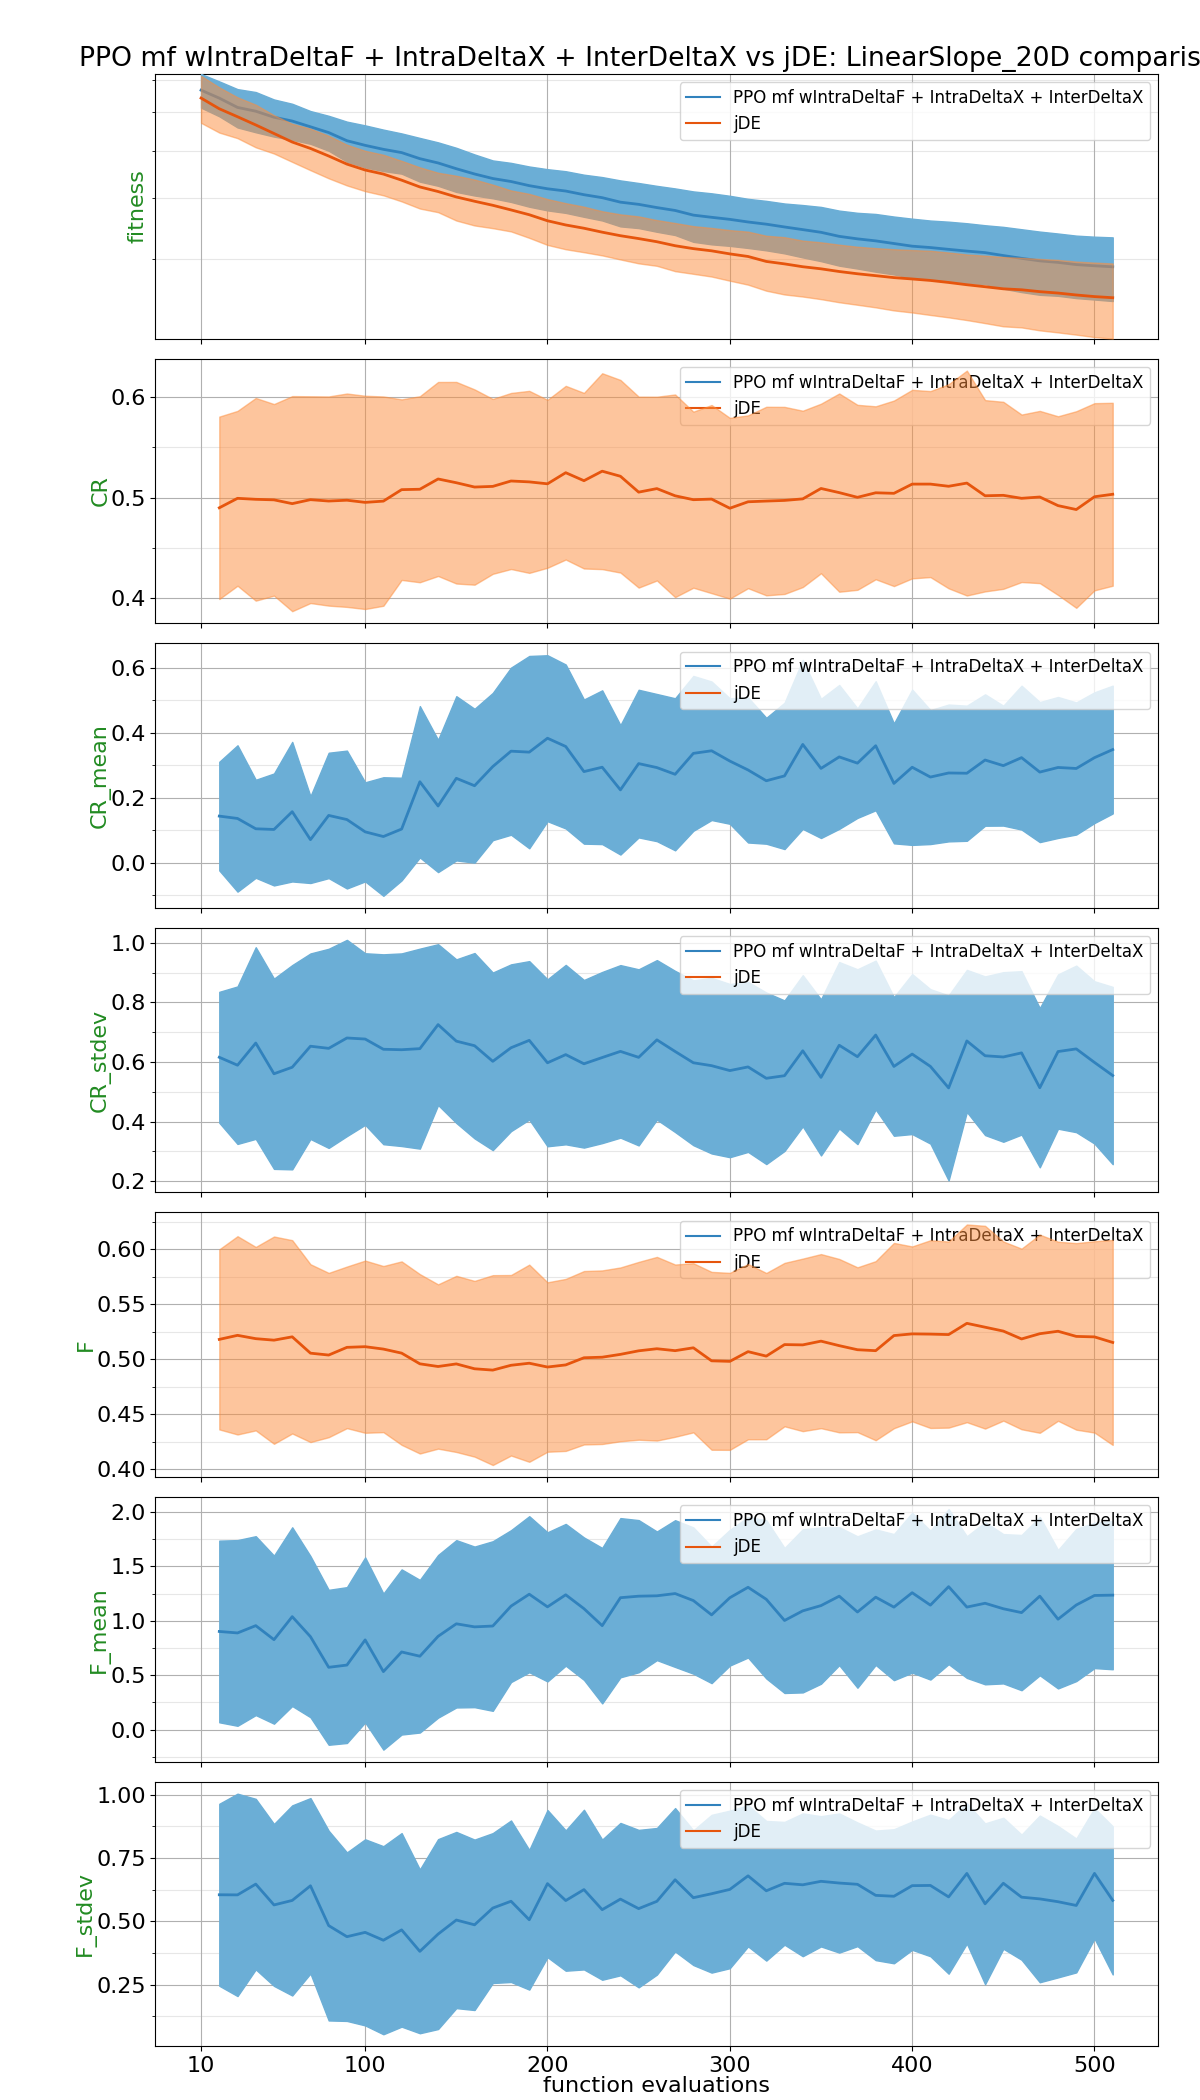 PPO mf wIntraDeltaF + IntraDeltaX + InterDeltaX vs jDE: LinearSlope_20D comparis
PPO mf wIntraDeltaF + IntraDeltaX + InterDeltaX
jDE
fitness
PPO mf wIntraDeltaF + IntraDeltaX + InterDeltaX
jDE
0.6
0.5
0.4
CR
PPO mf wIntraDeltaF + IntraDeltaX + InterDeltaX
jDE
0.6
0.4
0.2
0.0
CR_mean
PPO mf wIntraDeltaF + IntraDeltaX + InterDeltaX
jDE
1.0
0.8
0.6
0.4
0.2
CR_stdev
PPO mf wIntraDeltaF + IntraDeltaX + InterDeltaX
jDE
0.60
0.55
0.50
0.45
0.40
F
PPO mf wIntraDeltaF + IntraDeltaX + InterDeltaX
jDE
2.0
1.5
1.0
0.5
0.0
F_mean
PPO mf wIntraDeltaF + IntraDeltaX + InterDeltaX
jDE
1.00
0.75
0.50
0.25
F_stdev
10 100 200 300 400 500
function evaluations